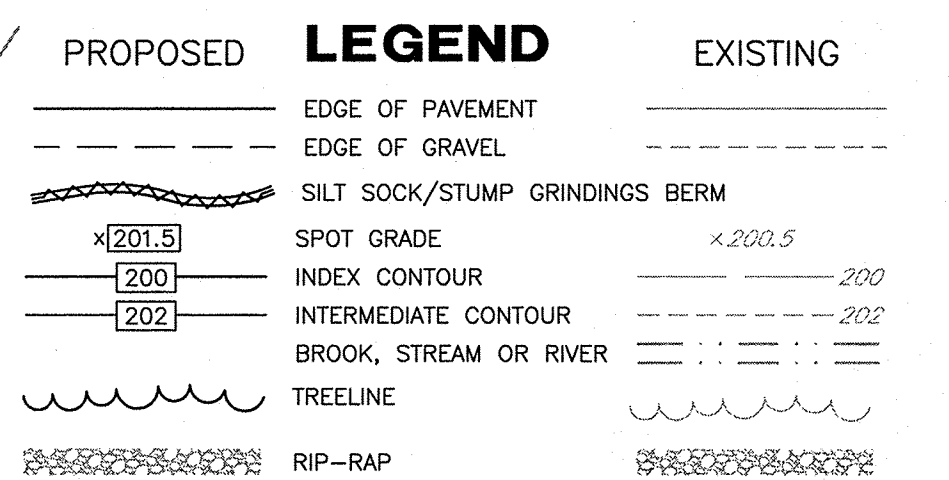 PROPOSED LEGEND EXISTING
EDGE OF PAVEMENT
EDGE OF GRAVEL
SILT SOCK/STUMP GRINDINGS BERM
x 201.5 SPOT GRADE x 200.5
200 INDEX CONTOUR 200
202 INTERMEDIATE CONTOUR 202
BROOK, STREAM OR RIVER
TREELINE
RIP-RAP